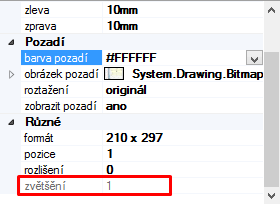 zleva 10mm
zprava 10mm
Pozadí
barva pozadí #FFFFFF
obrázek pozadí System.Drawing.Bitmap
roztažení originál
zobrazit pozadí ano
Různé
formát 210 x 297
pozice 1
rozlišení 0
zvětšění 1